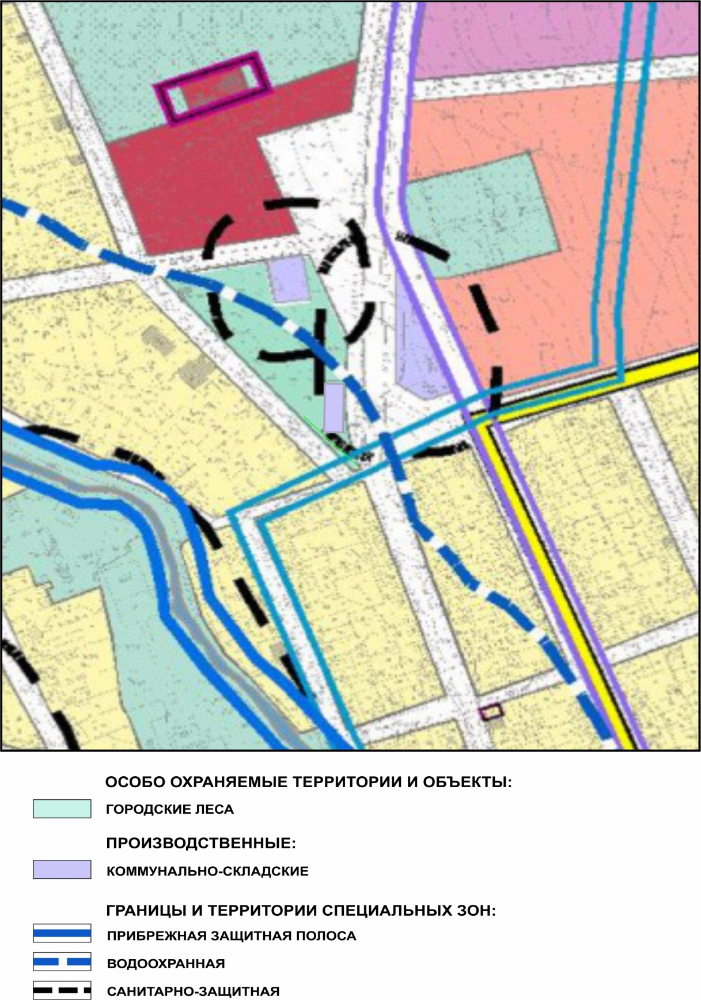 ОСОБО ОХРАНЯЕМЫЕ ТЕРРИТОРИИ И ОБЪЕКТЫ:
ГОРОДСКИЕ ЛЕСА
ПРОИЗВОДСТВЕННЫЕ:
КОММУНАЛЬНО-СКЛАДСКИЕ
ГРАНИЦЫ И ТЕРРИТОРИИ СПЕЦИАЛЬНЫХ ЗОН:
ПРИБРЕЖНАЯ ЗАЩИТНАЯ ПОЛОСА
ВОДООХРАННАЯ
САНИТАРНО-ЗАЩИТНАЯ